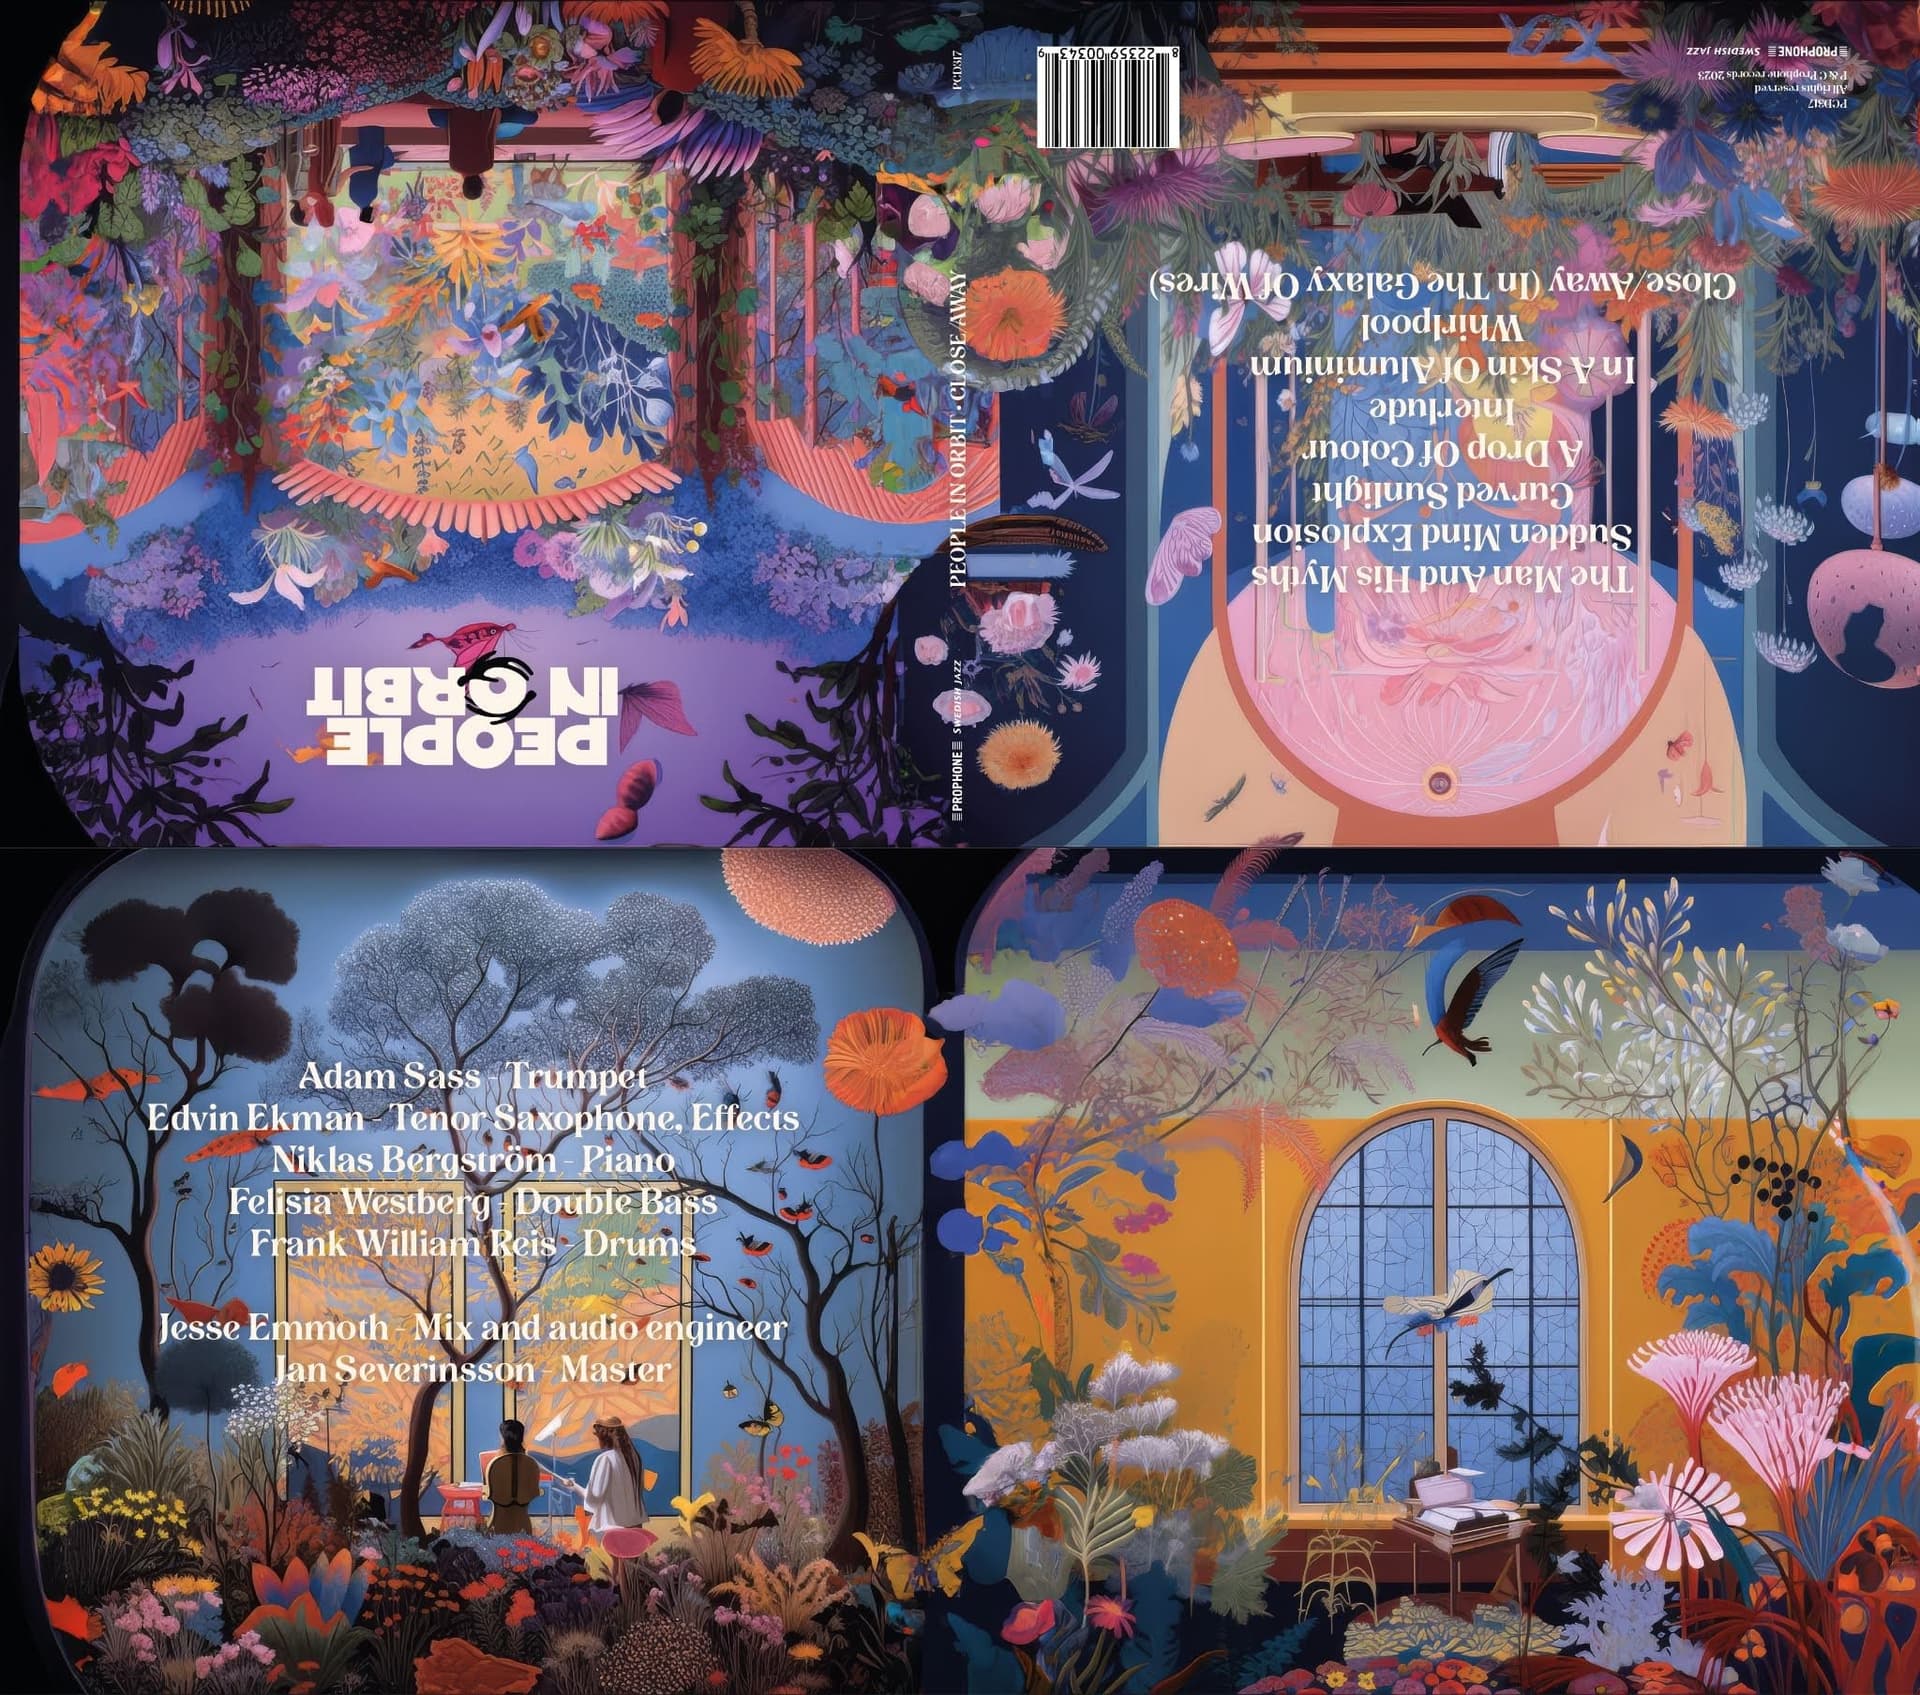 PEOPLE
IN ORBIT
PCD317
PEOPLE IN ORBIT • CLOSE/AWAY
SWEDISH JAZZ
PROPHONE
The Man And His Myths
Sudden Mind Explosion
Curved Sunlight
A Drop Of Colour
Interlude
In A Skin Of Aluminium
Whirlpool
Close/Away (In The Galaxy Of Wires)
PCD317
All rights reserved
P & C Prophone records 2023
PROPHONE SWEDISH JAZZ
8 22359 00343 9
Adam Sass - Trumpet
Edvin Ekman - Tenor Saxophone, Effects
Niklas Bergström - Piano
Felisia Westberg - Double Bass
Frank William Reis - Drums
Jesse Emmoth - Mix and audio engineer
Jan Severinsson - Master